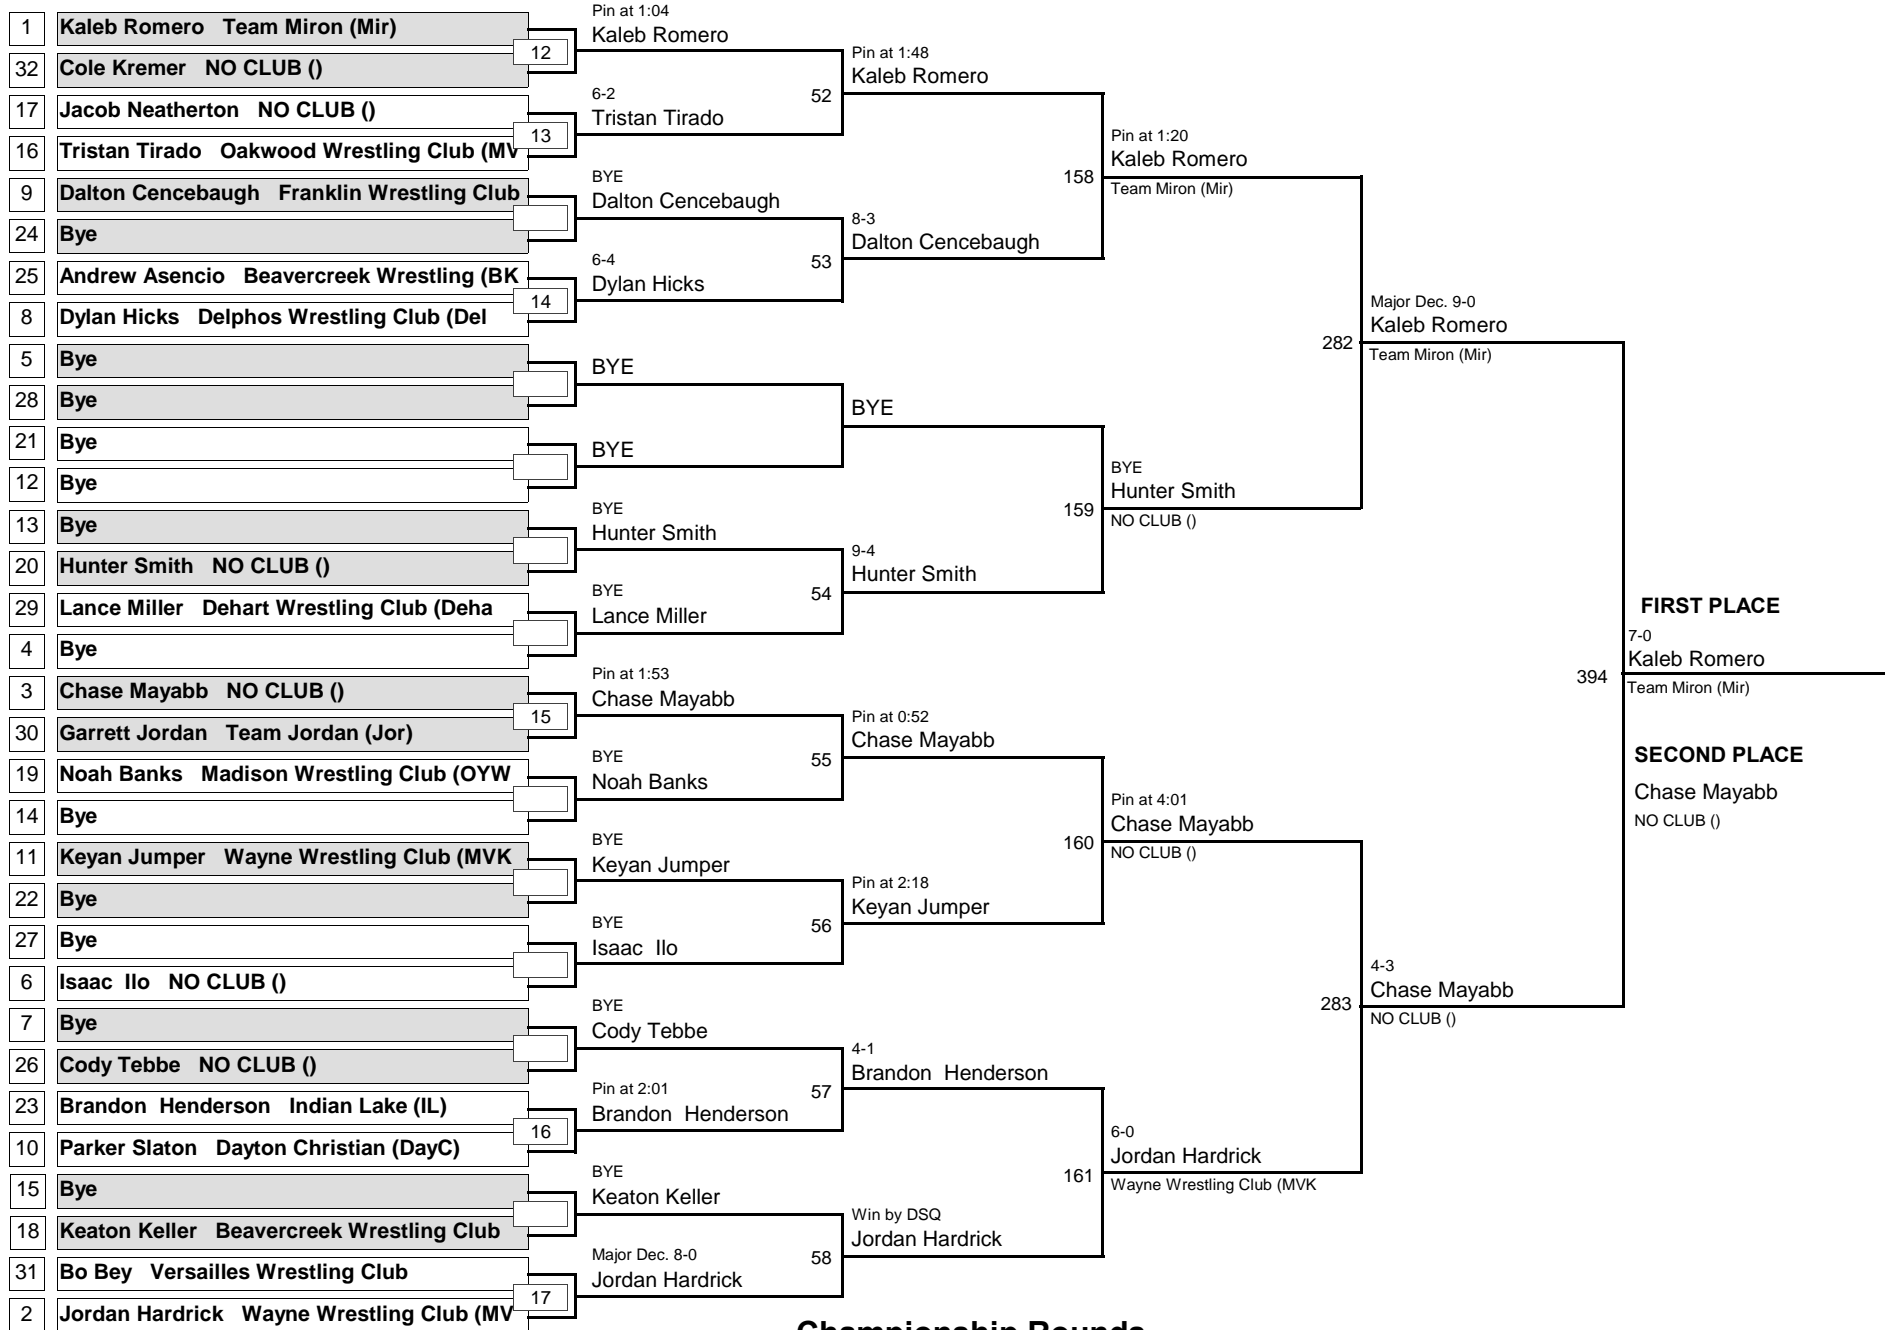 1 Kaleb Romero Team Miron (Mir)
32 Cole Kremer NO CLUB ()
17 Jacob Neatherton NO CLUB ()
16 Tristan Tirado Oakwood Wrestling Club (MV
9 Dalton Cencebaugh Franklin Wrestling Club
24 Bye
25 Andrew Asencio Beavercreek Wrestling (BK
8 Dylan Hicks Delphos Wrestling Club (Del
5 Bye
28 Bye
21 Bye
12 Bye
13 Bye
20 Hunter Smith NO CLUB ()
29 Lance Miller Dehart Wrestling Club (Deha
4 Bye
3 Chase Mayabb NO CLUB ()
30 Garrett Jordan Team Jordan (Jor)
19 Noah Banks Madison Wrestling Club (OYW
14 Bye
11 Keyan Jumper Wayne Wrestling Club (MVK
22 Bye
27 Bye
6 Isaac Ilo NO CLUB ()
7 Bye
26 Cody Tebbe NO CLUB ()
23 Brandon Henderson Indian Lake (IL)
10 Parker Slaton Dayton Christian (DayC)
15 Bye
18 Keaton Keller Beavercreek Wrestling Club
31 Bo Bey Versailles Wrestling Club
2 Jordan Hardrick Wayne Wrestling Club (MV
12
13
14
15
16
17
Pin at 1:04
Kaleb Romero
6-2
Tristan Tirado
BYE
Dalton Cencebaugh
6-4
Dylan Hicks
BYE
BYE
BYE
Hunter Smith
BYE
Lance Miller
Pin at 1:53
Chase Mayabb
BYE
Noah Banks
BYE
Keyan Jumper
BYE
Isaac Ilo
BYE
Cody Tebbe
Pin at 2:01
Brandon Henderson
BYE
Keaton Keller
Major Dec. 8-0
Jordan Hardrick
52
53
54
55
56
57
58
Pin at 1:48
Kaleb Romero
8-3
Dalton Cencebaugh
BYE
9-4
Hunter Smith
Pin at 0:52
Chase Mayabb
Pin at 2:18
Keyan Jumper
4-1
Brandon Henderson
Win by DSQ
Jordan Hardrick
158
159
160
161
Pin at 1:20
Kaleb Romero
Team Miron (Mir)
BYE
Hunter Smith
NO CLUB ()
Pin at 4:01
Chase Mayabb
NO CLUB ()
6-0
Jordan Hardrick
Wayne Wrestling Club (MVK
282
283
Major Dec. 9-0
Kaleb Romero
Team Miron (Mir)
4-3
Chase Mayabb
NO CLUB ()
394
FIRST PLACE
7-0
Kaleb Romero
Team Miron (Mir)
SECOND PLACE
Chase Mayabb
NO CLUB ()
Championship Rounds